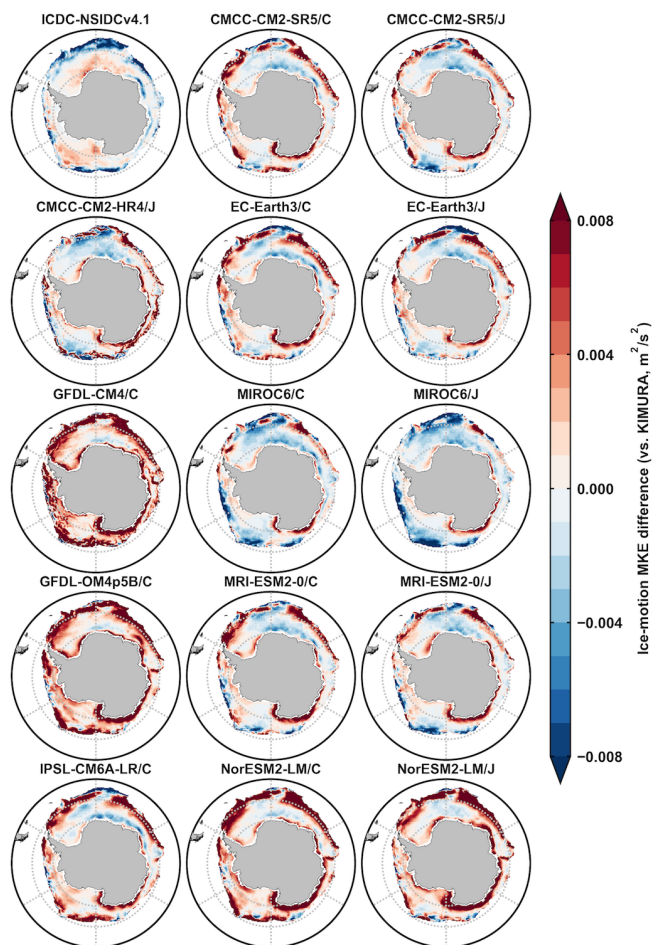 ICDC-NSIDCv4.1 CMCC-CM2-SR5/C CMCC-CM2-SR5/J
CMCC-CM2-HR4/J EC-Earth3/C EC-Earth3/J
GFDL-CM4/C MIROC6/C MIROC6/J
GFDL-OM4p5B/C MRI-ESM2-0/C MRI-ESM2-0/J
IPSL-CM6A-LR/C NorESM2-LM/C NorESM2-LM/J
0.008
0.004
0.000
−0.004
−0.008
Ice-motion MKE difference (vs. KIMURA, m²/s²)